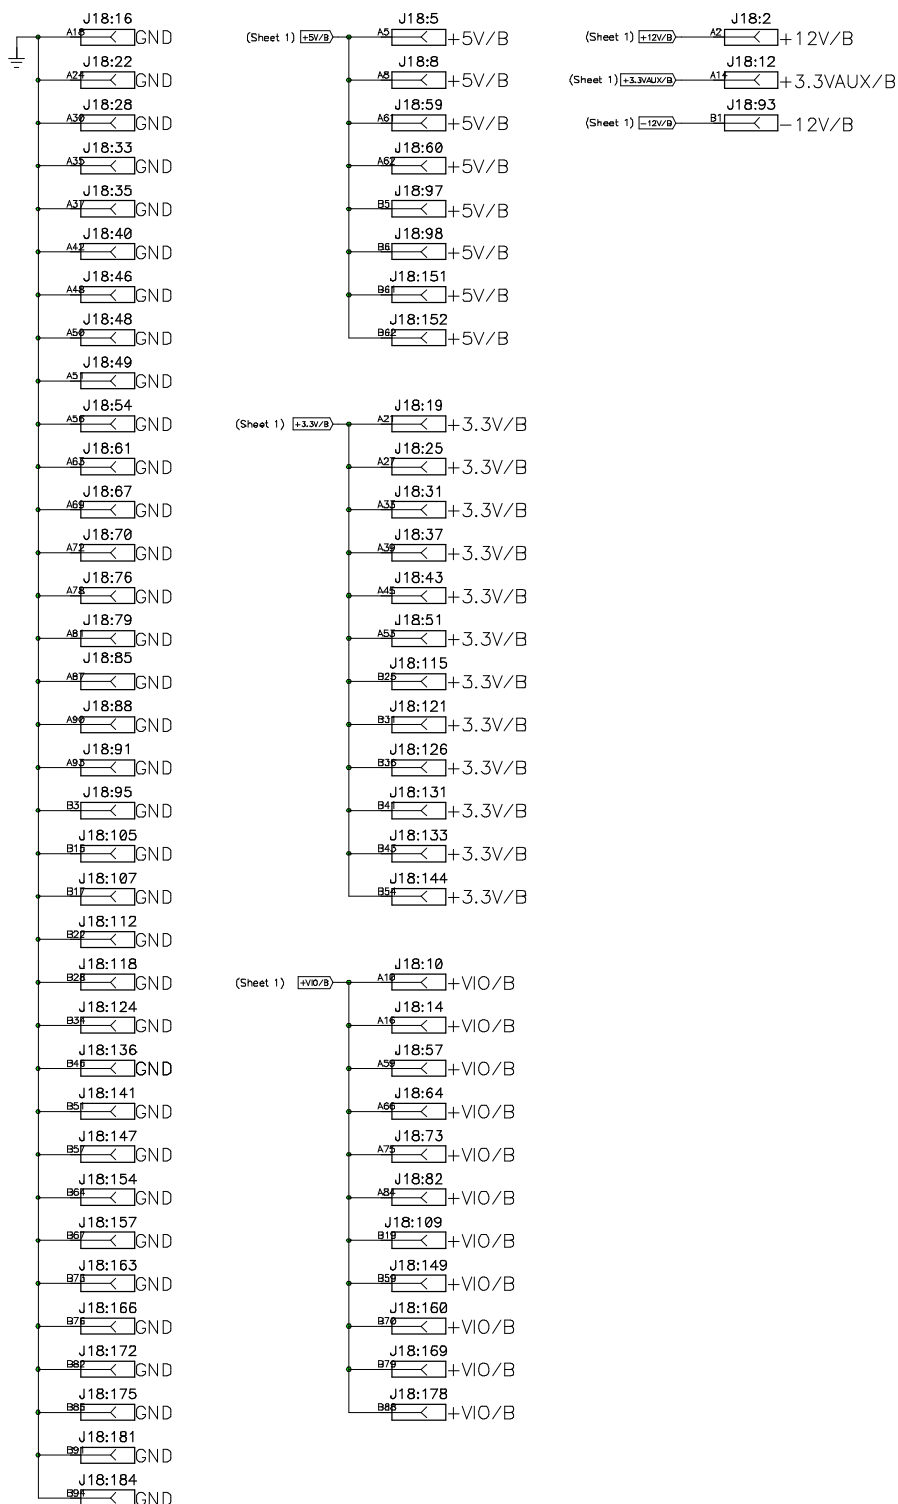 J18:16
A18 GND
J18:22
A24 GND
J18:28
A30 GND
J18:33
A35 GND
J18:35
A37 GND
J18:40
A42 GND
J18:46
A48 GND
J18:48
A50 GND
J18:49
A51 GND
J18:54
A56 GND
J18:61
A63 GND
J18:67
A69 GND
J18:70
A72 GND
J18:76
A78 GND
J18:79
A81 GND
J18:85
A87 GND
J18:88
A90 GND
J18:91
A93 GND
J18:95
B3 GND
J18:105
B15 GND
J18:107
B17 GND
J18:112
B22 GND
J18:118
B28 GND
J18:124
B34 GND
J18:136
B46 GND
J18:141
B51 GND
J18:147
B57 GND
J18:154
B64 GND
J18:157
B67 GND
J18:163
B73 GND
J18:166
B76 GND
J18:172
B82 GND
J18:175
B85 GND
J18:181
B91 GND
J18:184
B94 GND
J18:5
(Sheet 1) +5V/B A5 +5V/B
J18:8
A8 +5V/B
J18:59
A61 +5V/B
J18:60
A62 +5V/B
J18:97
B5 +5V/B
J18:98
B6 +5V/B
J18:151
B61 +5V/B
J18:152
B62 +5V/B
J18:19
(Sheet 1) +3.3V/B A21 +3.3V/B
J18:25
A27 +3.3V/B
J18:31
A33 +3.3V/B
J18:37
A39 +3.3V/B
J18:43
A45 +3.3V/B
J18:51
A53 +3.3V/B
J18:115
B25 +3.3V/B
J18:121
B31 +3.3V/B
J18:126
B36 +3.3V/B
J18:131
B41 +3.3V/B
J18:133
B43 +3.3V/B
J18:144
B54 +3.3V/B
J18:10
(Sheet 1) +VIO/B A10 +VIO/B
J18:14
A16 +VIO/B
J18:57
A59 +VIO/B
J18:64
A66 +VIO/B
J18:73
A75 +VIO/B
J18:82
A84 +VIO/B
J18:109
B19 +VIO/B
J18:149
B59 +VIO/B
J18:160
B70 +VIO/B
J18:169
B79 +VIO/B
J18:178
B88 +VIO/B
J18:2
(Sheet 1) +12V/B A2 +12V/B
J18:12
(Sheet 1) +3.3VAUX/B A14 +3.3VAUX/B
J18:93
(Sheet 1) -12V/B B1 -12V/B